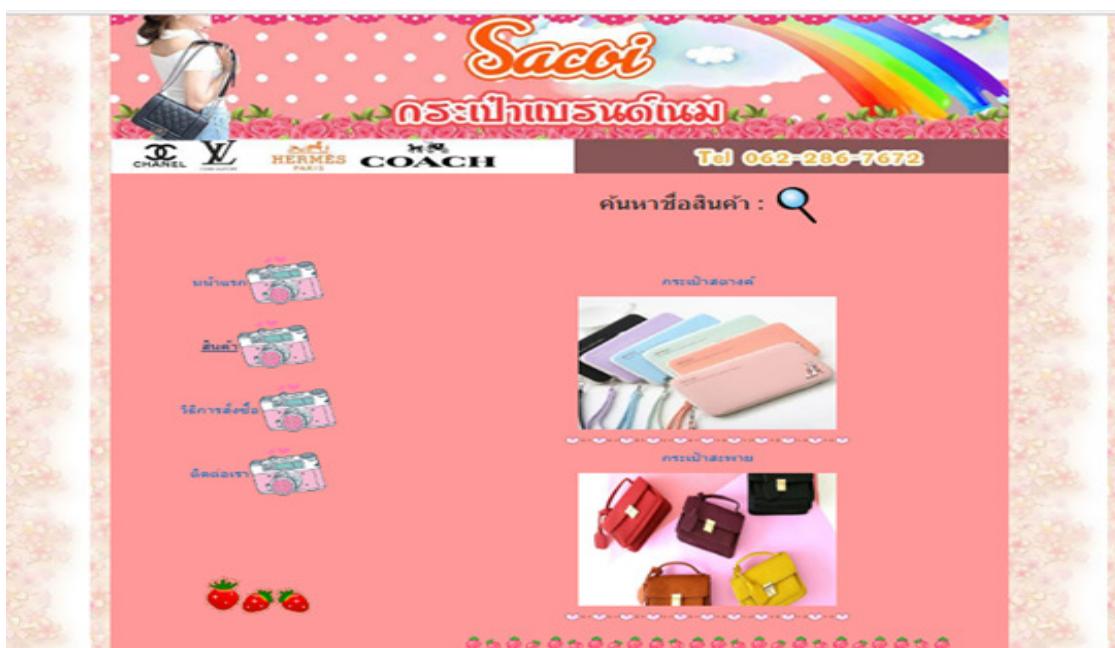 Sacoi
กระเป๋าแบรนด์เนม
CHANEL
HERMES
PARIS
COACH
Tel 062-286-7672
ค้นหาชื่อสินค้า :
หน้าแรก
กระเป๋าสตางค์
สินค้า
วิธีการสั่งซื้อ
กระเป๋าสะพาย
ติดต่อเรา